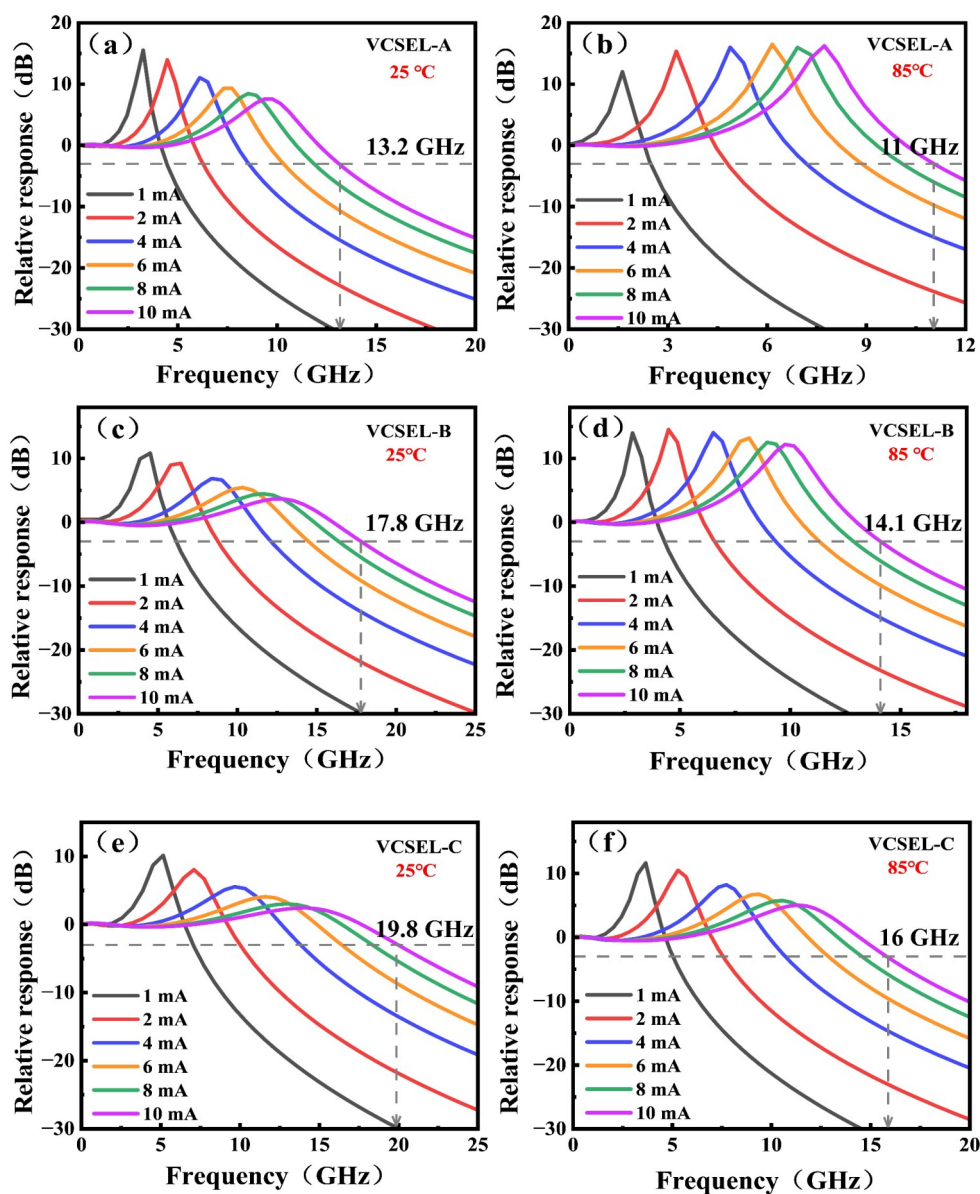 (a)
VCSEL-A
25 ℃
13.2 GHz
1 mA
2 mA
4 mA
6 mA
8 mA
10 mA
20
10
0
−10
−20
−30
0
5
10
15
20
Relative response (dB)
Frequency (GHz)
(b)
VCSEL-A
85℃
11 GHz
1 mA
2 mA
4 mA
6 mA
8 mA
10 mA
20
10
0
−10
−20
−30
0
3
6
9
12
Relative response (dB)
Frequency (GHz)
(c)
VCSEL-B
25℃
17.8 GHz
1 mA
2 mA
4 mA
6 mA
8 mA
10 mA
10
0
−10
−20
−30
0
5
10
15
20
25
Relative response (dB)
Frequency (GHz)
(d)
VCSEL-B
85 ℃
14.1 GHz
1 mA
2 mA
4 mA
6 mA
8 mA
10 mA
10
0
−10
−20
−30
0
5
10
15
Relative response (dB)
Frequency (GHz)
(e)
VCSEL-C
25℃
19.8 GHz
1 mA
2 mA
4 mA
6 mA
8 mA
10 mA
10
0
−10
−20
−30
0
5
10
15
20
25
Relative response (dB)
Frequency (GHz)
(f)
VCSEL-C
85℃
16 GHz
1 mA
2 mA
4 mA
6 mA
8 mA
10 mA
10
0
−10
−20
−30
0
5
10
15
20
Relative response (dB)
Frequency (GHz)